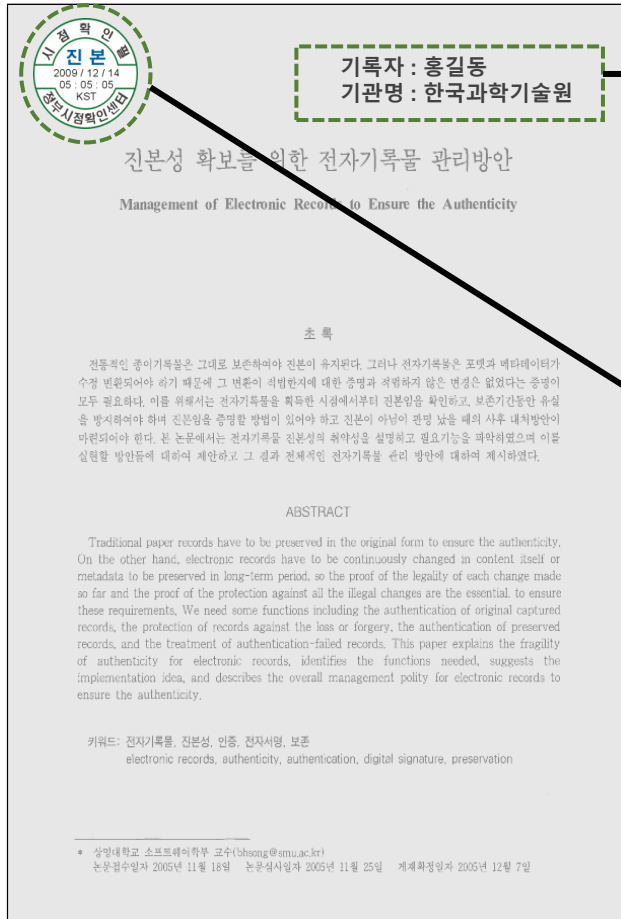 시점확인필
진본
2009 / 12 / 14
05 : 05 : 05
KST
정부시점확인센터
기록자 : 홍길동
기관명 : 한국과학기술원
진본성 확보를 위한 전자기록물 관리방안
Management of Electronic Records to Ensure the Authenticity
초 록
전통적인 종이기록물은 그대로 보존하여야 진본이 유지된다. 그러나 전자기록물은 포맷과 메타데이터가
수정 변환되어야 하기 때문에 그 변환이 적법한지에 대한 증명과 적법하지 않은 변경은 없었다는 증명이
모두 필요하다. 이를 위해서는 전자기록물을 획득한 시점에서부터 진본임을 확인하고, 보존기간동안 유실
을 방지하여야 하며 진본임을 증명할 방법이 있어야 하고 진본이 아님이 판명 났을 때의 사후 대처방안이
마련되어야 한다. 본 논문에서는 전자기록물 진본성의 취약성을 설명하고 필요기능을 파악하였으며 이를
실현할 방안들에 대하여 제안하고 그 결과 전체적인 전자기록물 관리 방안에 대하여 제시하였다.
ABSTRACT
Traditional paper records have to be preserved in the original form to ensure the authenticity.
On the other hand, electronic records have to be continuously changed in content itself or
metadata to be preserved in long-term period, so the proof of the legality of each change made
so far and the proof of the protection against all the illegal changes are the essential, to ensure
these requirements, We need some functions including the authentication of original captured
records, the protection of records against the loss or forgery, the authentication of preserved
records, and the treatment of authentication-failed records. This paper explains the fragility
of authenticity for electronic records, identifies the functions needed, suggests the
implementation idea, and describes the overall management polity for electronic records to
ensure the authenticity.
키워드: 전자기록물, 진본성, 인증, 전자서명, 보존
electronic records, authenticity, authentication, digital signature, preservation
* 상명대학교 소프트웨어학부 교수(bhsong@smu.ac.kr)
논문접수일자 2005년 11월 18일 논문심사일자 2005년 11월 25일 게재확정일자 2005년 12월 7일